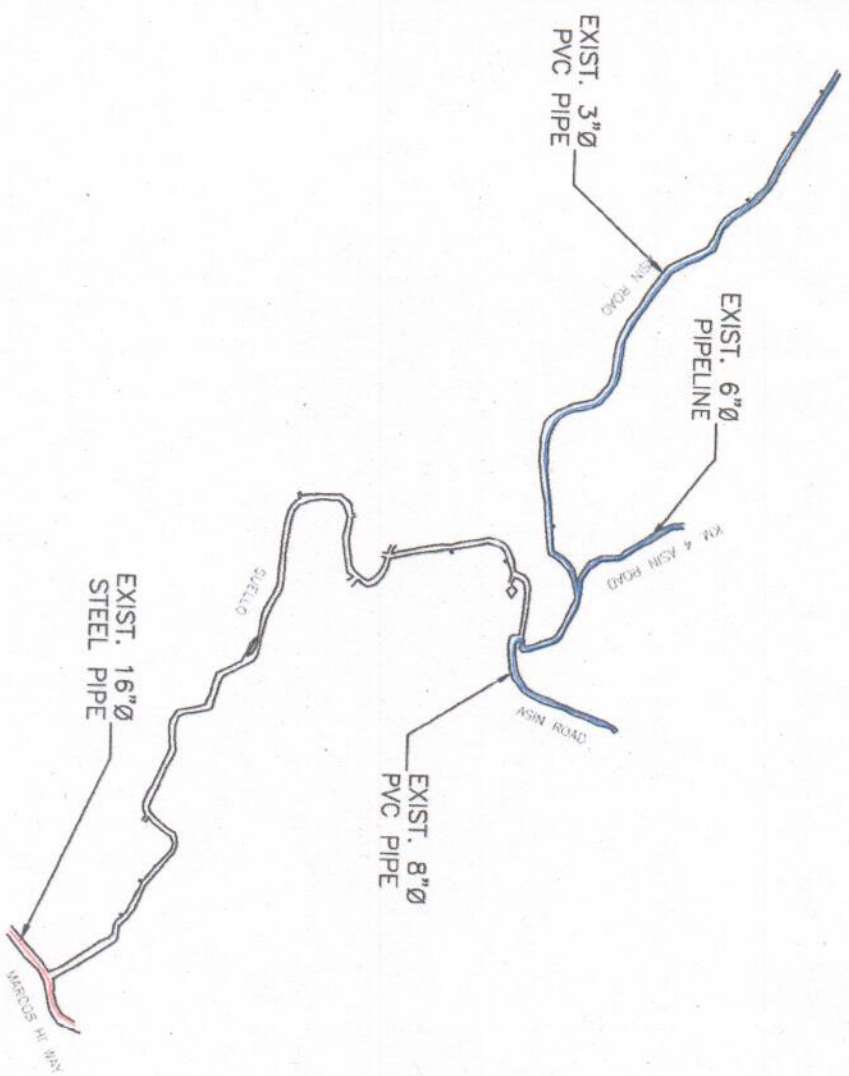 EXIST. 3"Ø
PVC PIPE
ASIN ROAD
EXIST. 6"Ø
PIPELINE
KM 4 ASIN ROAD
ASIN ROAD
EXIST. 8"Ø
PVC PIPE
SUELLO
EXIST. 16"Ø
STEEL PIPE
MARCOS HI WAY